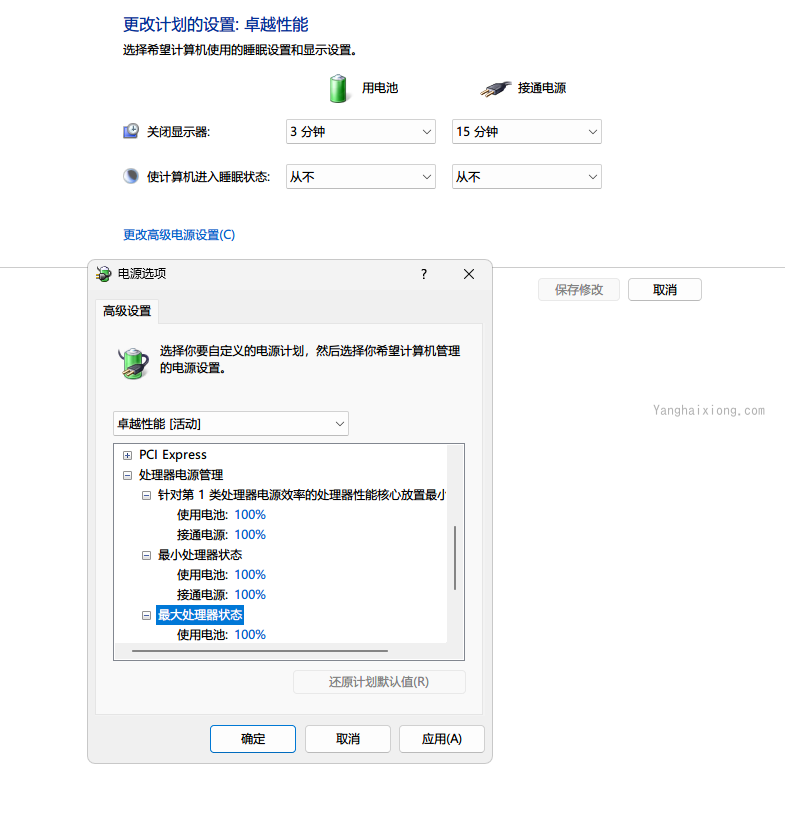 更改计划的设置: 卓越性能
选择希望计算机使用的睡眠设置和显示设置。
用电池 接通电源
关闭显示器: 3 分钟 15 分钟
使计算机进入睡眠状态: 从不 从不
更改高级电源设置(C)
保存修改 取消
电源选项 ?
高级设置
选择你要自定义的电源计划，然后选择你希望计算机管理
的电源设置。
Yanghaixiong.com
卓越性能 [活动]
PCI Express
处理器电源管理
针对第 1 类处理器电源效率的处理器性能核心放置最小
使用电池: 100%
接通电源: 100%
最小处理器状态
使用电池: 100%
接通电源: 100%
最大处理器状态
使用电池: 100%
还原计划默认值(R)
确定 取消 应用(A)